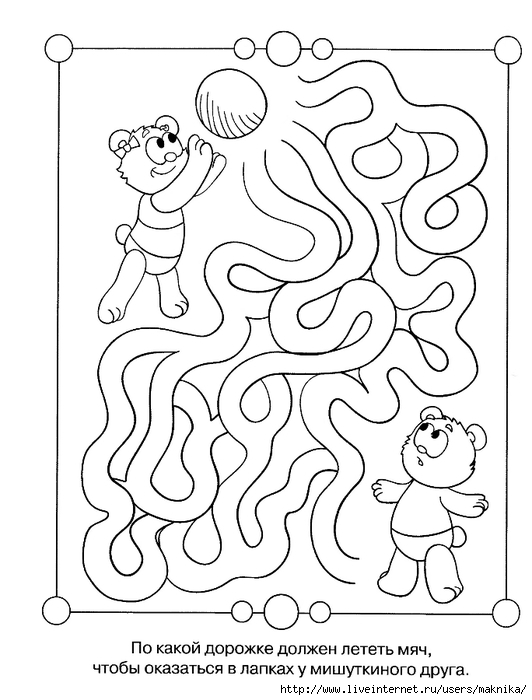 По какой дорожке должен лететь мяч,
чтобы оказаться в лапках у мишуткиного друга.
http://www.liveinternet.ru/users/maknika/